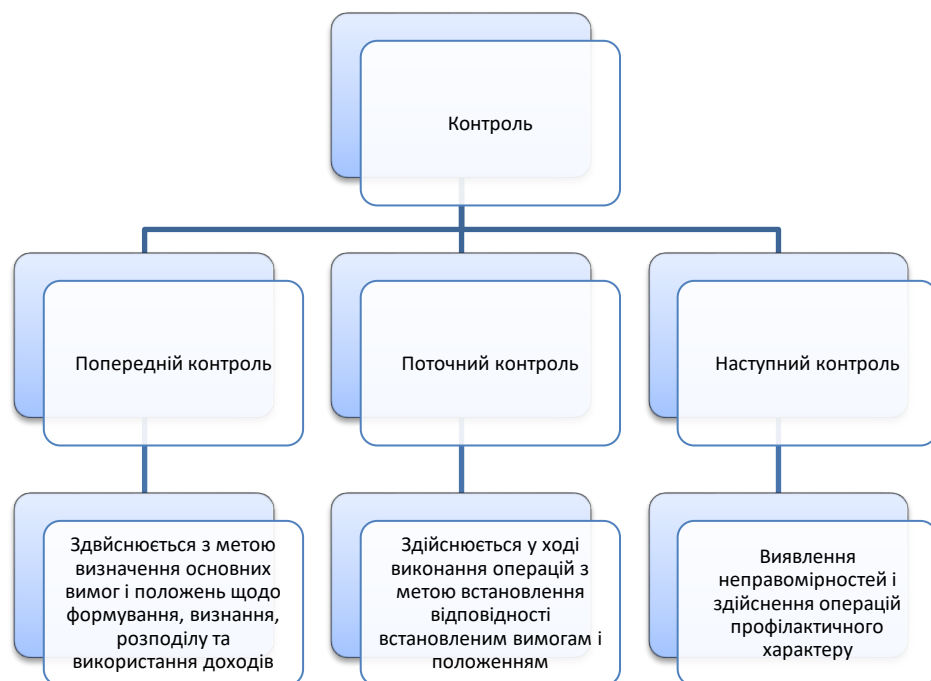 Контроль
Попередній контроль
Поточний контроль
Наступний контроль
Здвйснюється з метою
визначення основних
вимог і положень щодо
формування, визнання,
розподілу та
використання доходів
Здійснюється у ході
виконання операцій з
метою встановлення
відповідності
встановленим вимогам і
положенням
Виявлення
неправомірностей і
здійснення операцій
профілактичного
характеру